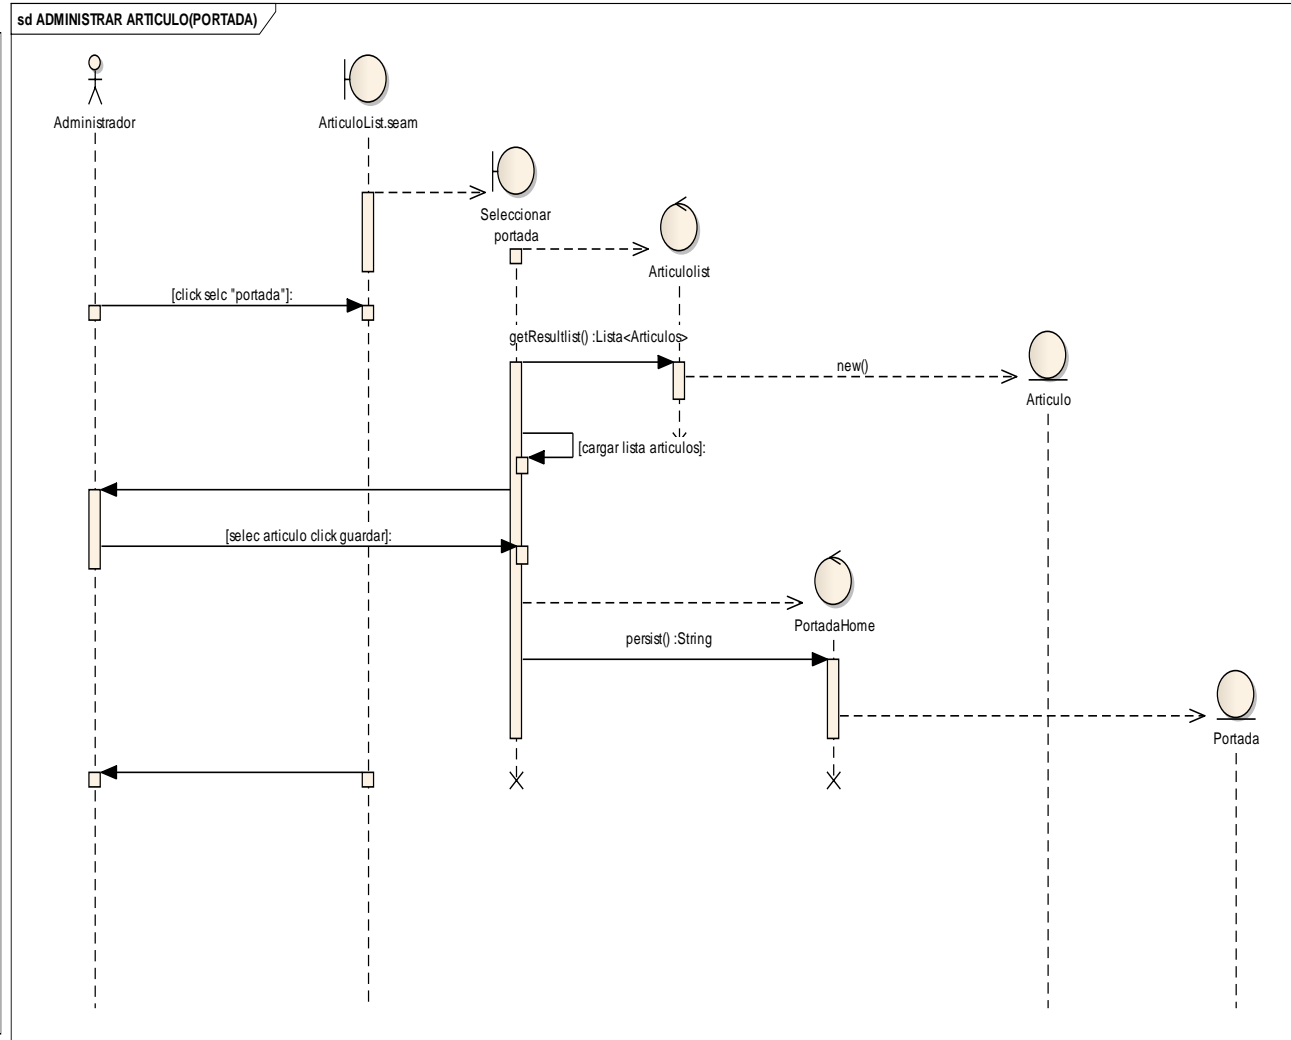 sd ADMINISTRAR ARTICULO(PORTADA)
Administrador
ArticuloList.seam
Seleccionar
portada
Articulolist
[click selc "portada"]:
getResultlist() :Lista<Articulos>
new()
Articulo
[cargar lista articulos]:
[selec articulo click guardar]:
PortadaHome
persist() :String
Portada